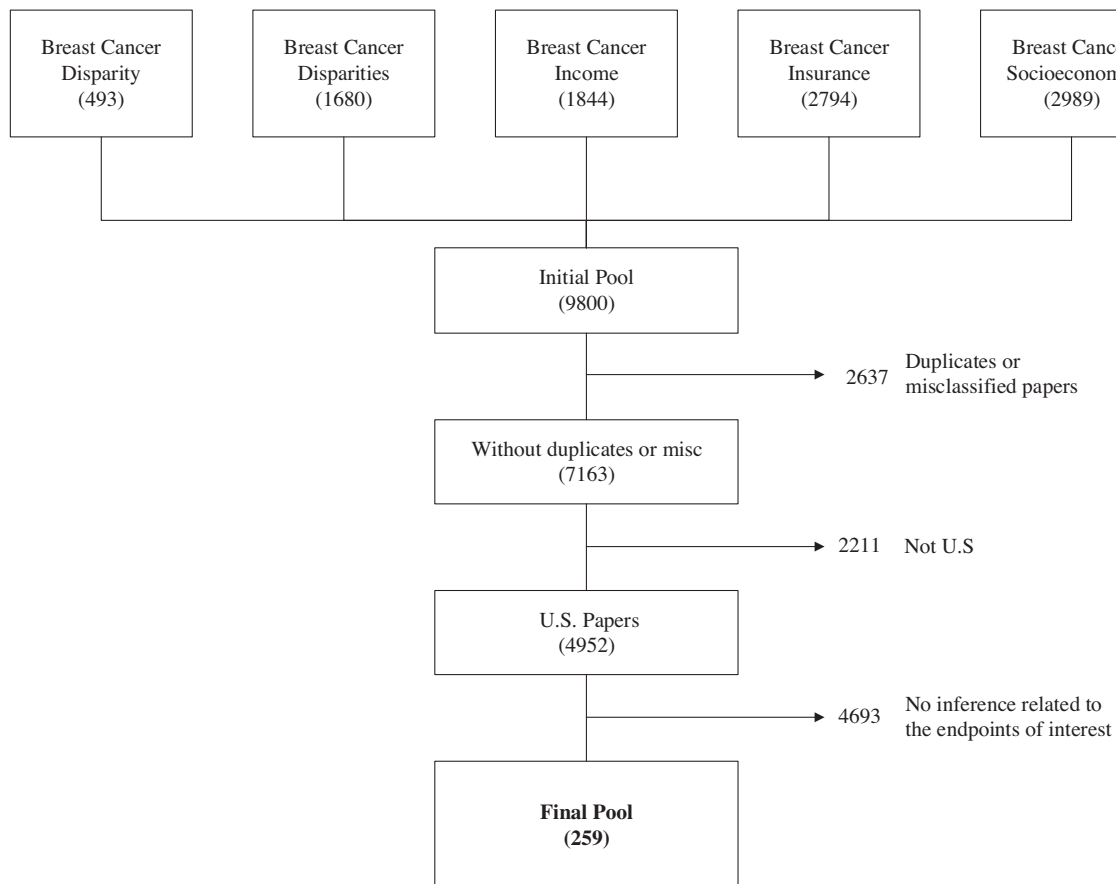 Breast Cancer
Disparity
(493)
Breast Cancer
Disparities
(1680)
Breast Cancer
Income
(1844)
Breast Cancer
Insurance
(2794)
Breast
(2989)
Initial Pool
(9800)
2637
Duplicates or
misclassified papers
Without duplicates or misc
(7163)
2211
Not U.S
U.S. Papers
(4952)
4693
No inference related to
the endpoints of interest
Final Pool
(259)